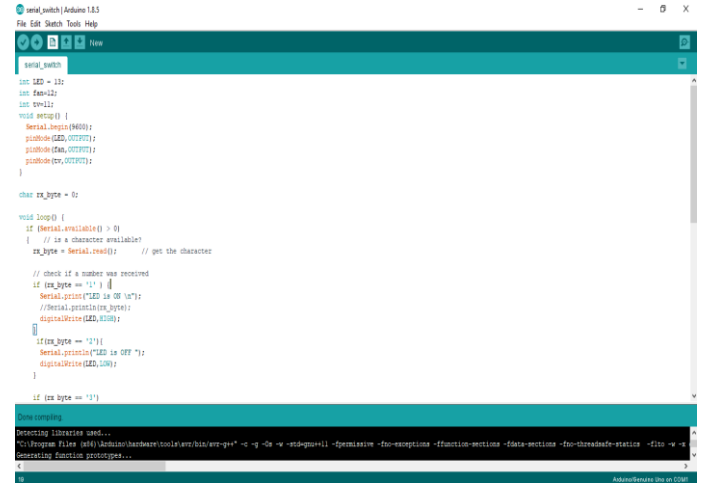 serial_switch | Arduino 1.8.5
File Edit Sketch Tools Help
New
serial_switch
int LED = 13;
int fan=12;
int tv=11;
void setup() {
Serial.begin(9600);
pinMode(LED,OUTPUT);
pinMode(fan,OUTPUT);
pinMode(tv,OUTPUT);
}
char rx_byte = 0;
void loop() {
if (Serial.available() > 0)
{ // is a character available?
rx_byte = Serial.read(); // get the character
// check if a number was received
if (rx_byte == '1' ) {
Serial.print("LED is ON \n");
//Serial.println(rx_byte);
digitalWrite(LED,HIGH);
}
if(rx_byte == '2'){
Serial.println("LED is OFF ");
digitalWrite(LED,LOW);
}
if (rx_byte == '3')
Done compiling.
Detecting libraries used...
"C:\Program Files (x86)\Arduino\hardware\tools\avr/bin/avr-g++" -c -g -Os -w -std=gnu++11 -fpermissive -fno-exceptions -ffunction-sections -fdata-sections -fno-threadsafe-statics -flto -w -x
Generating function prototypes...
19 Arduino/Genuino Uno on COM1